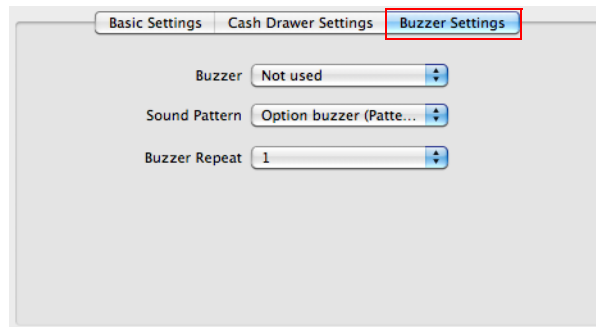 Basic Settings Cash Drawer Settings Buzzer Settings
Buzzer Not used
Sound Pattern Option buzzer (Patte...
Buzzer Repeat 1